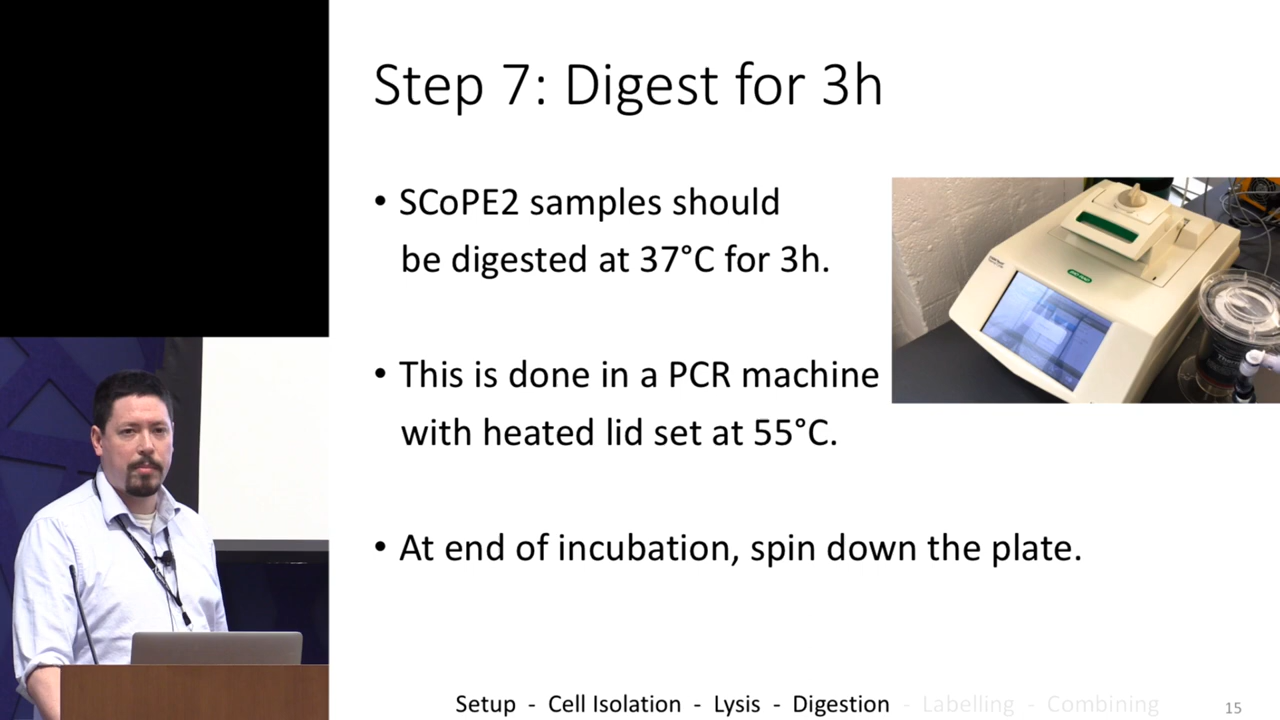 Step 7: Digest for 3h
• SCoPE2 samples should
be digested at 37°C for 3h.
• This is done in a PCR machine
with heated lid set at 55°C.
• At end of incubation, spin down the plate.
Setup - Cell Isolation - Lysis - Digestion - Labelling - Combining
15
BIO-RAD